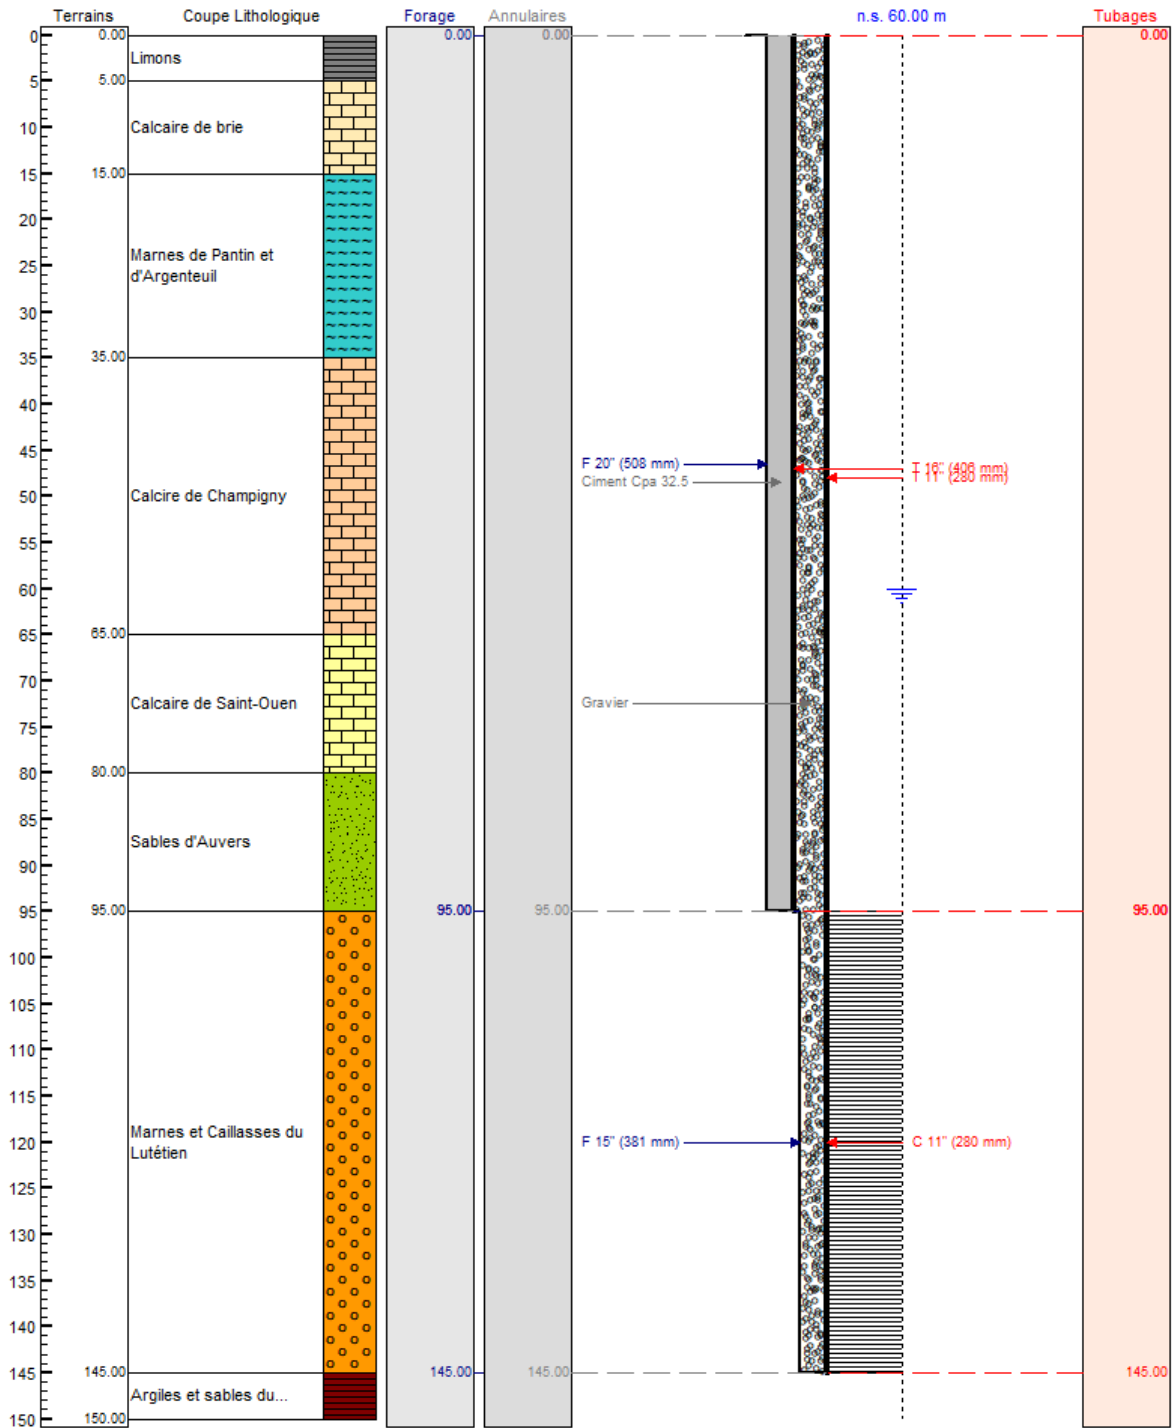 Terrains Coupe Lithologique Forage Annulaires n.s. 60.00 m Tubages
0 0.00 0.00 0.00 0.00
Limons
5 5.00
10 Calcaire de brie
15 15.00
20
Marnes de Pantin et
25
d'Argenteuil
30
35 35.00
40
45
F 20" (508 mm) T 16" (406 mm)
Ciment Cpa 32.5 T 11" (280 mm)
50 Calcire de Champigny
55
60
65 65.00
70
Calcaire de Saint-Ouen Gravier
75
80 80.00
85
Sables d'Auvers
90
95 95.00 95.00 95.00 95.00
100
105
110
115
Marnes et Caillasses du
120 F 15" (381 mm) C 11" (280 mm)
Lutétien
125
130
135
140
145 145.00 145.00 145.00 145.00
Argiles et sables du...
150 150.00